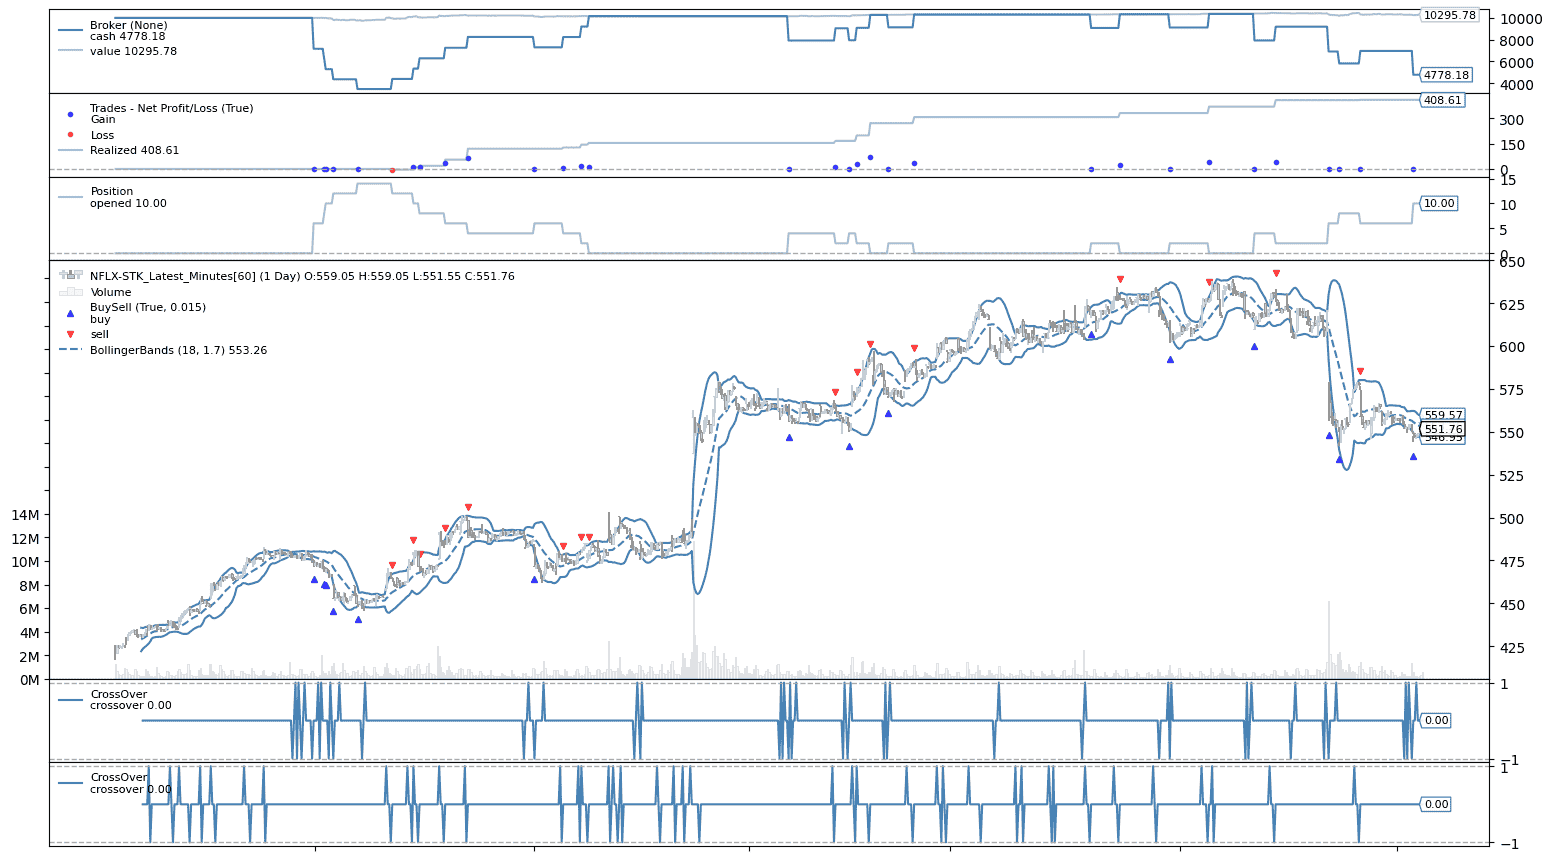 Broker (None)
cash 4778.18
value 10295.78
10295.78
10000
8000
6000
4778.18
4000
Trades - Net Profit/Loss (True)
Gain
Loss
Realized 408.61
408.61
300
150
0
Position
opened 10.00
15
10.00
10
5
0
NFLX-STK_Latest_Minutes[60] (1 Day) O:559.05 H:559.05 L:551.55 C:551.76
Volume
BuySell (True, 0.015)
buy
sell
BollingerBands (18, 1.7) 553.26
650
625
600
575
559.57
551.76
550
525
500
475
450
425
14M
12M
10M
8M
6M
4M
2M
0M
CrossOver
crossover 0.00
1
0.00
−1
CrossOver
crossover 0.00
1
0.00
−1